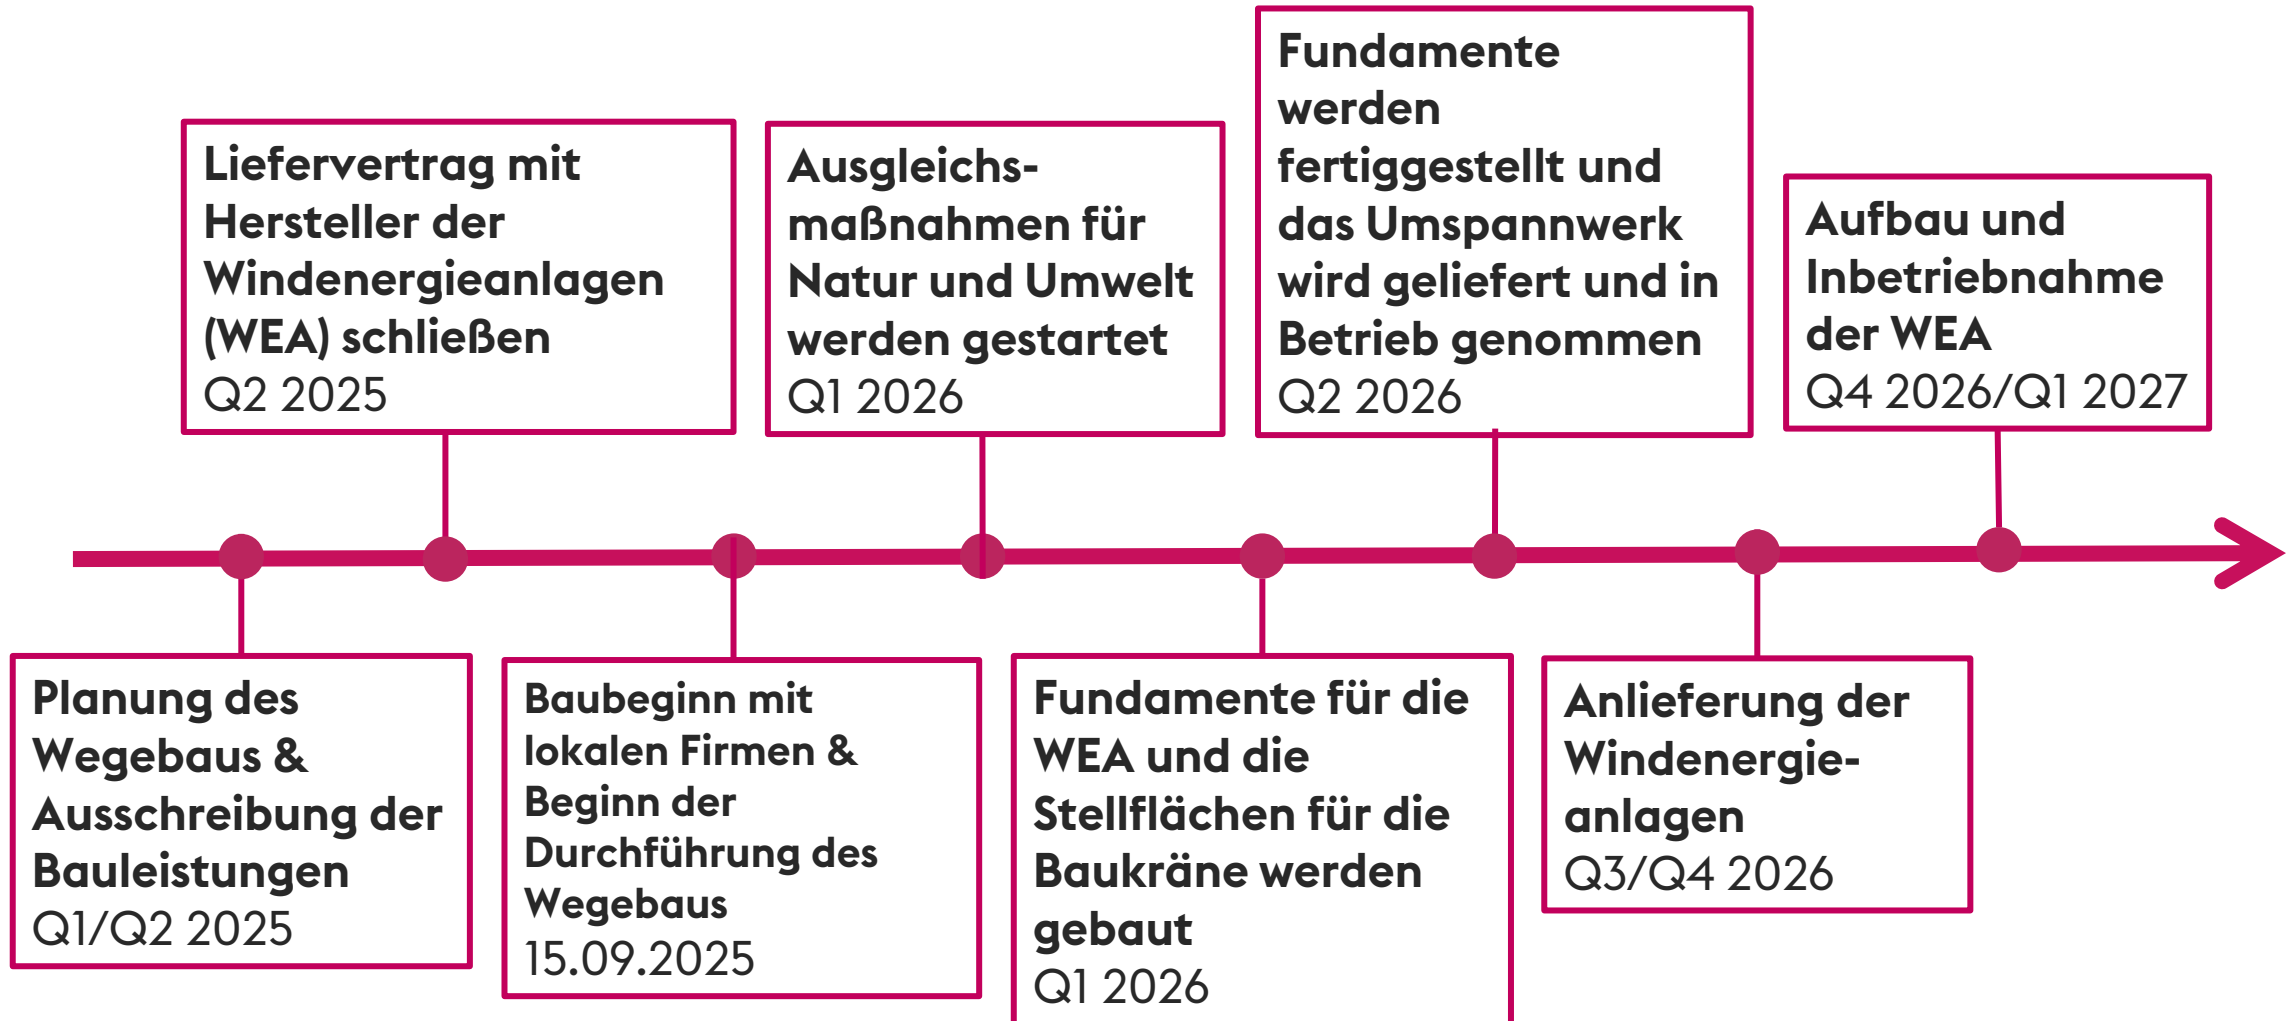 Liefervertrag mit
Hersteller der
Windenergieanlagen
(WEA) schließen
Q2 2025
Ausgleichs-
maßnahmen für
Natur und Umwelt
werden gestartet
Q1 2026
Fundamente
werden
fertiggestellt und
das Umspannwerk
wird geliefert und in
Betrieb genommen
Q2 2026
Aufbau und
Inbetriebnahme
der WEA
Q4 2026/Q1 2027
Planung des
Wegebaus &
Ausschreibung der
Bauleistungen
Q1/Q2 2025
Baubeginn mit
lokalen Firmen &
Beginn der
Durchführung des
Wegebaus
15.09.2025
Fundamente für die
WEA und die
Stellflächen für die
Baukräne werden
gebaut
Q1 2026
Anlieferung der
Windenergie-
anlagen
Q3/Q4 2026